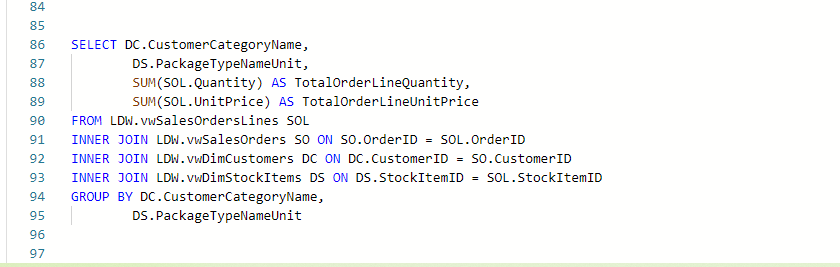 84
85
86 SELECT DC.CustomerCategoryName,
87 DS.PackageTypeNameUnit,
88 SUM(SOL.Quantity) AS TotalOrderLineQuantity,
89 SUM(SOL.UnitPrice) AS TotalOrderLineUnitPrice
90 FROM LDW.vwSalesOrdersLines SOL
91 INNER JOIN LDW.vwSalesOrders SO ON SO.OrderID = SOL.OrderID
92 INNER JOIN LDW.vwDimCustomers DC ON DC.CustomerID = SO.CustomerID
93 INNER JOIN LDW.vwDimStockItems DS ON DS.StockItemID = SOL.StockItemID
94 GROUP BY DC.CustomerCategoryName,
95 DS.PackageTypeNameUnit
96
97